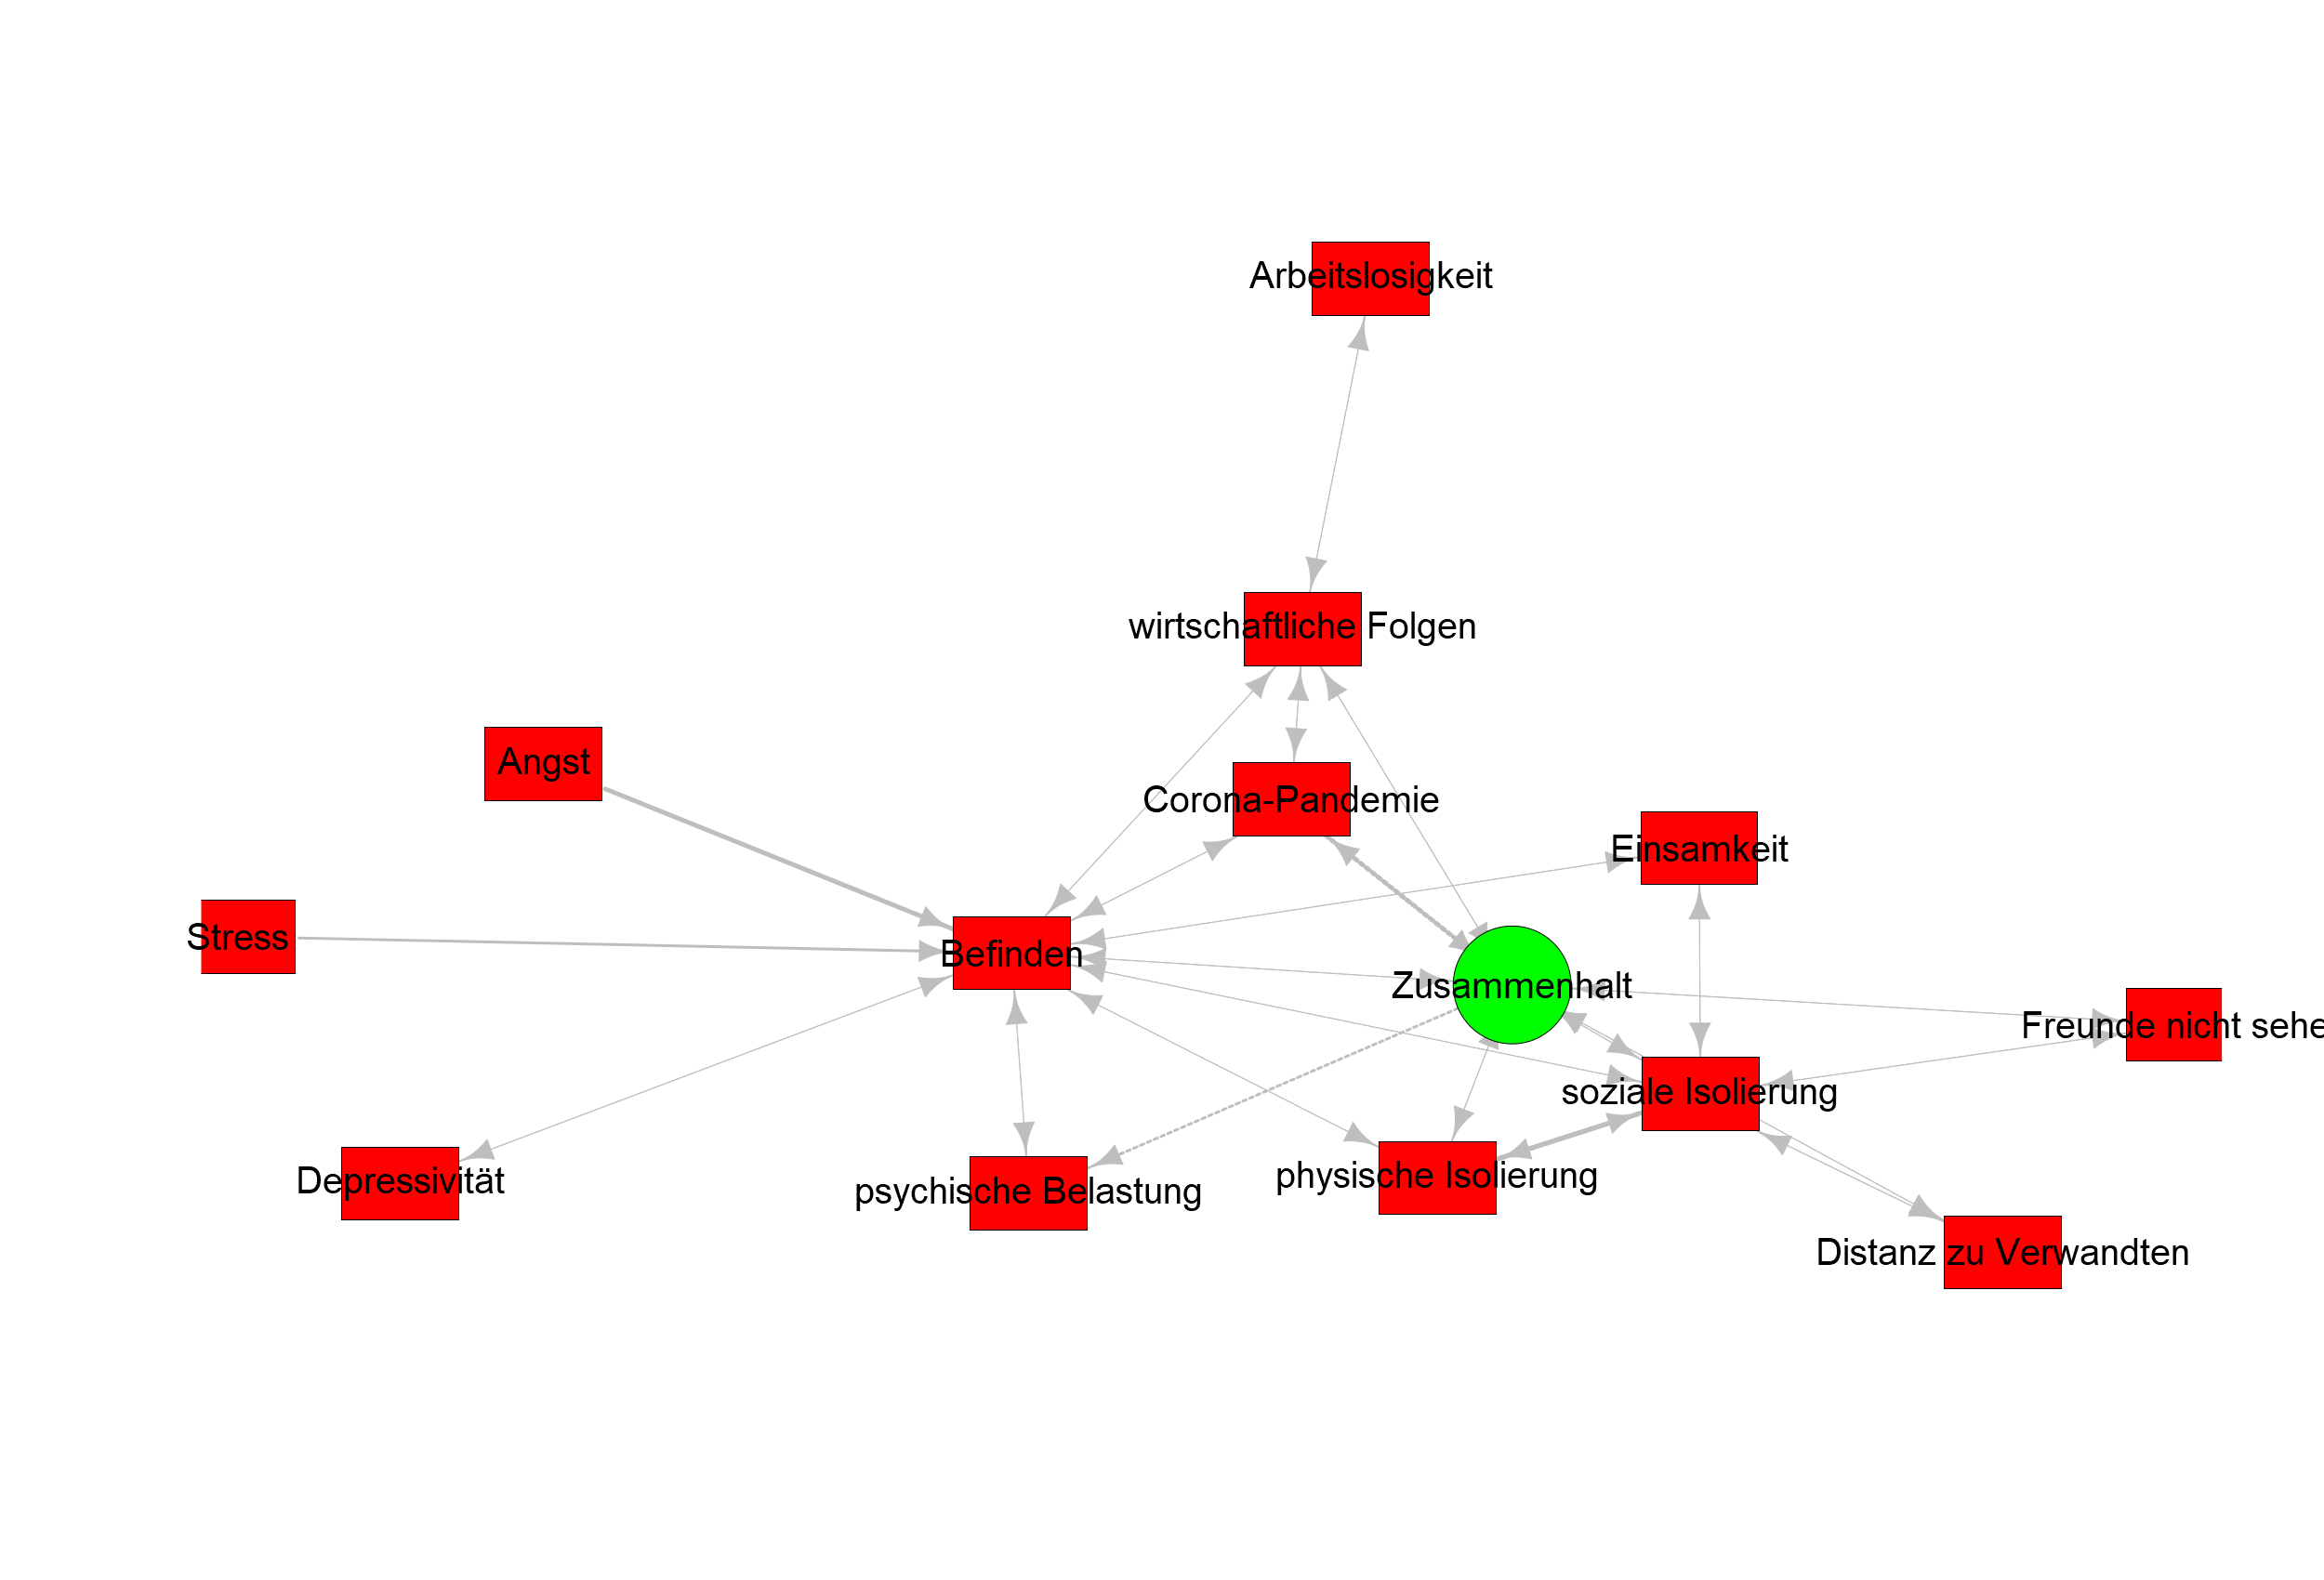 Arbeitslosigkeit
wirtschaftliche Folgen
Angst
Corona-Pandemie
Einsamkeit
Stress
Befinden
Zusammenhalt
Freunde nicht sehe
soziale Isolierung
Depressivität
psychische Belastung
physische Isolierung
Distanz zu Verwandten